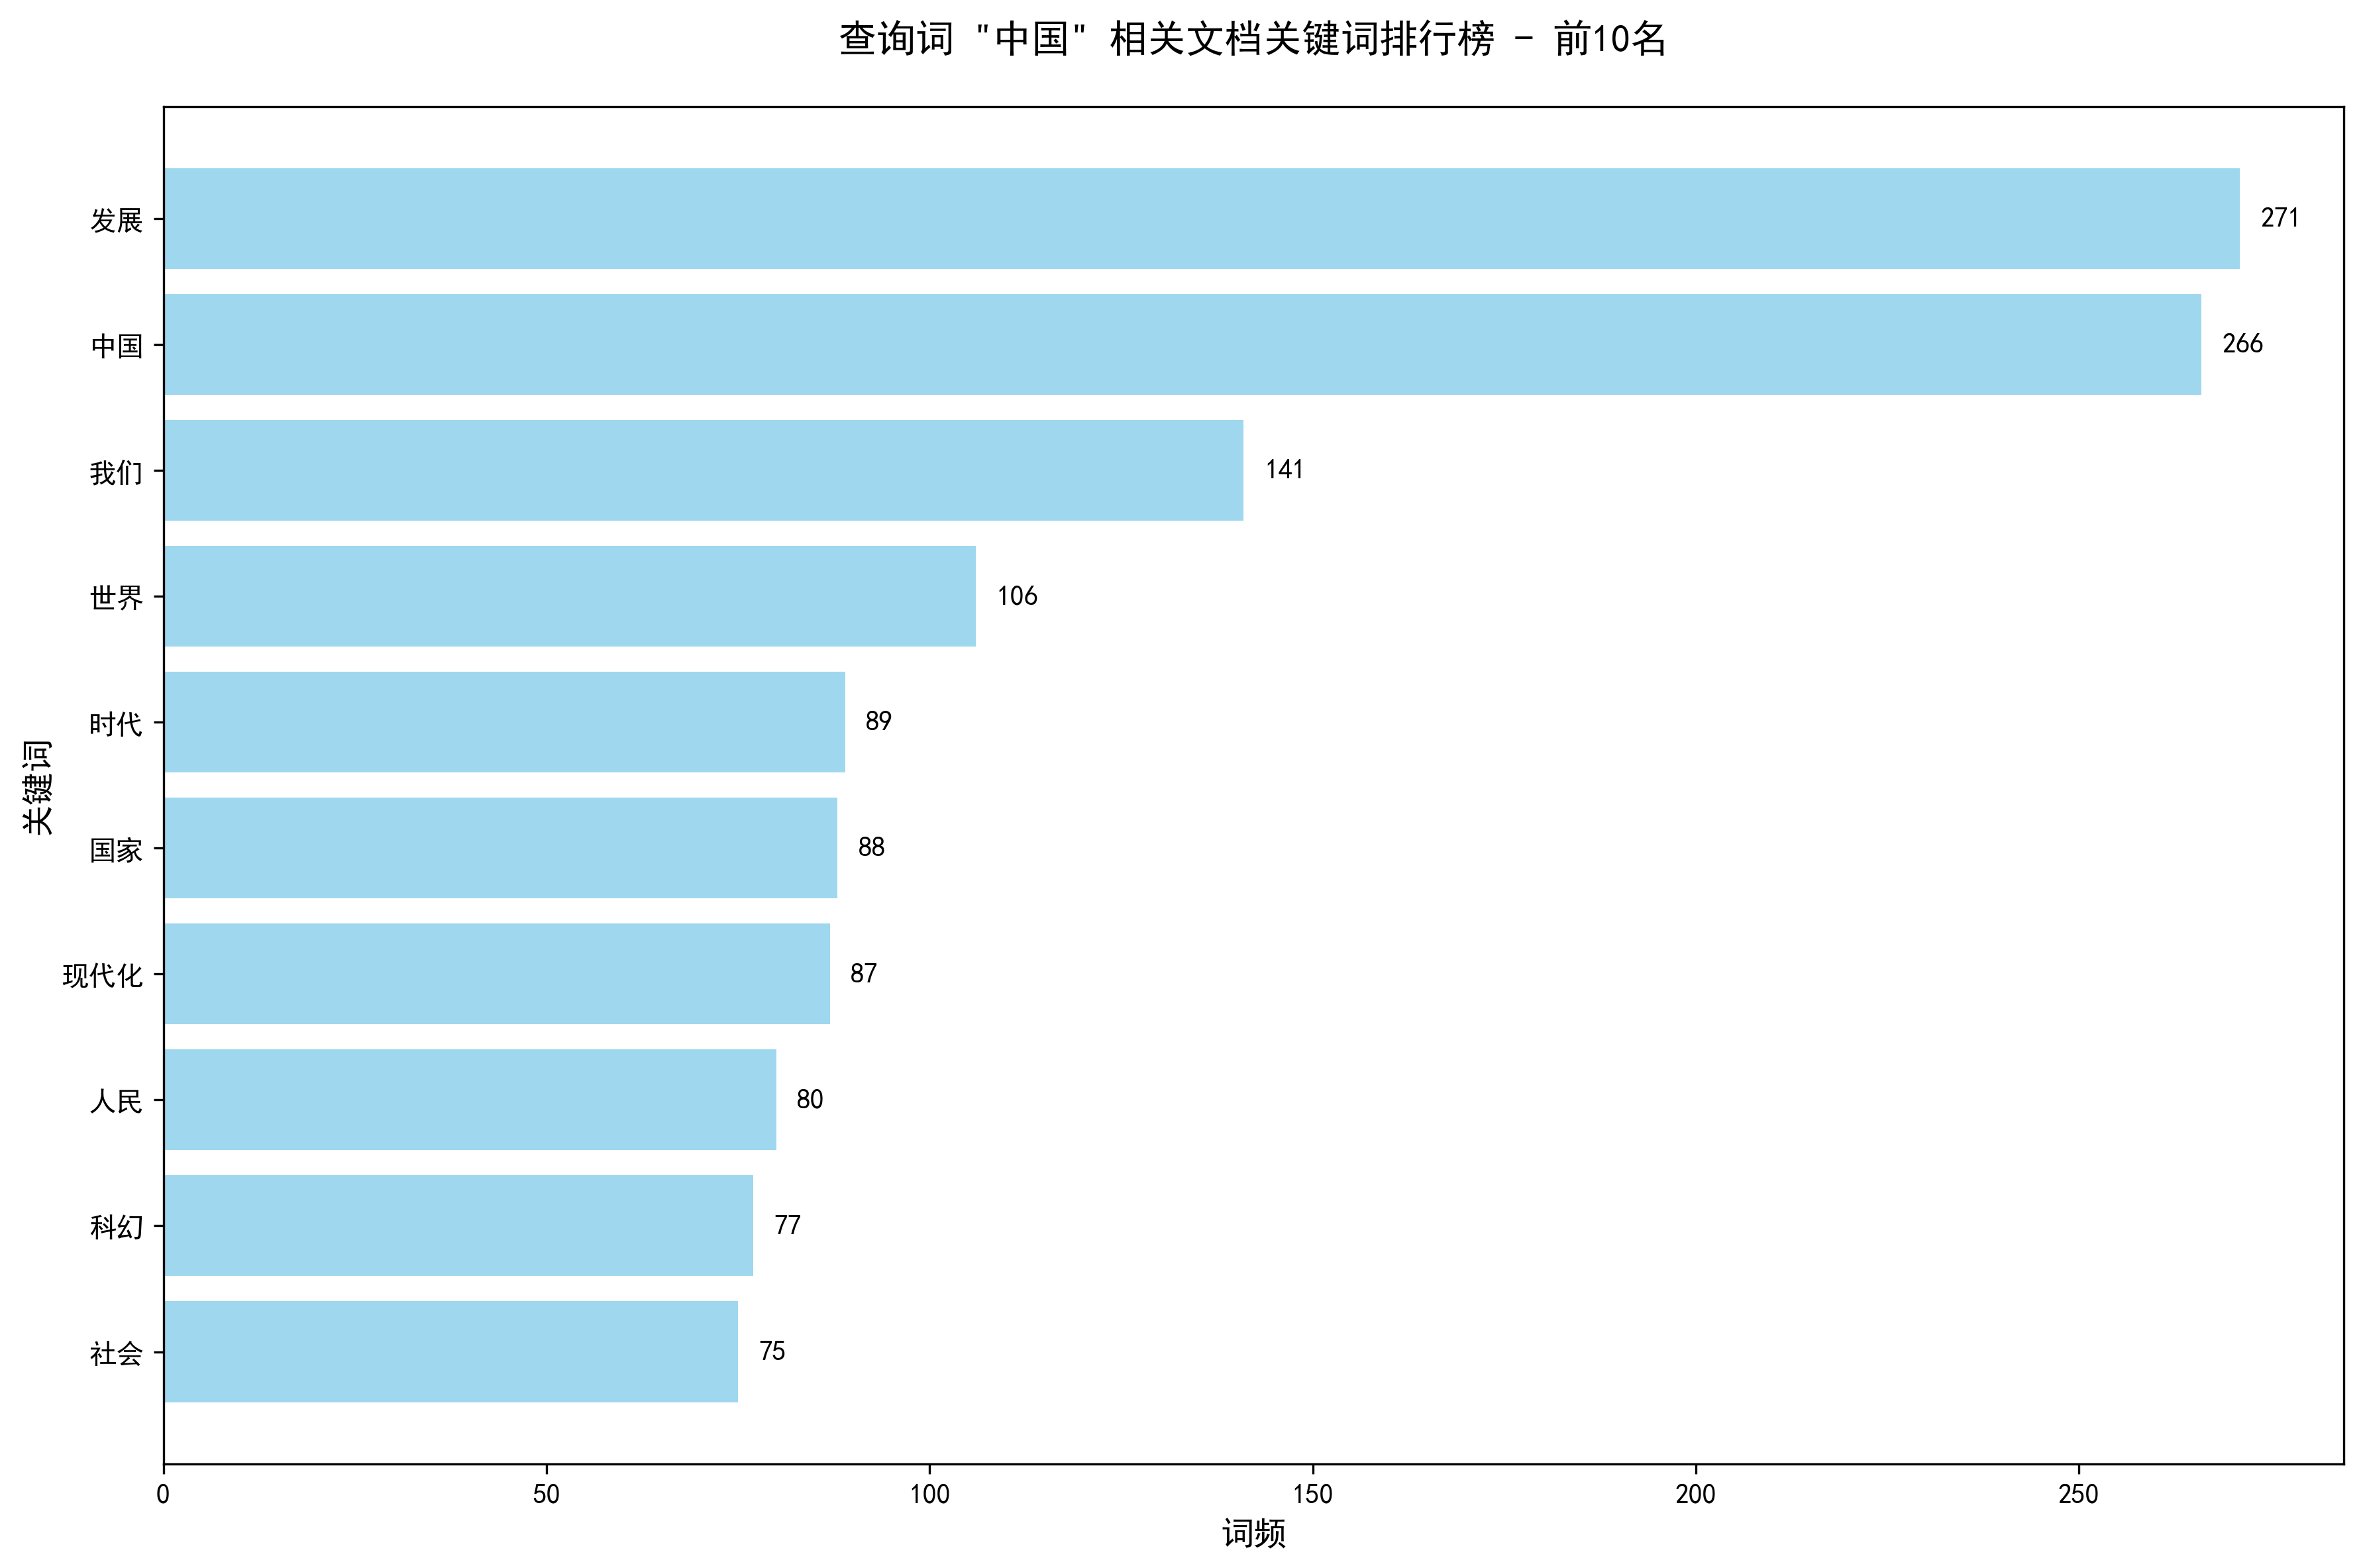 查询词 "中国" 相关文档关键词排行榜 - 前10名
发展 271
中国 266
我们 141
世界 106
时代 89
国家 88
现代化 87
人民 80
科幻 77
社会 75
关键词
0 50 100 150 200 250
词频